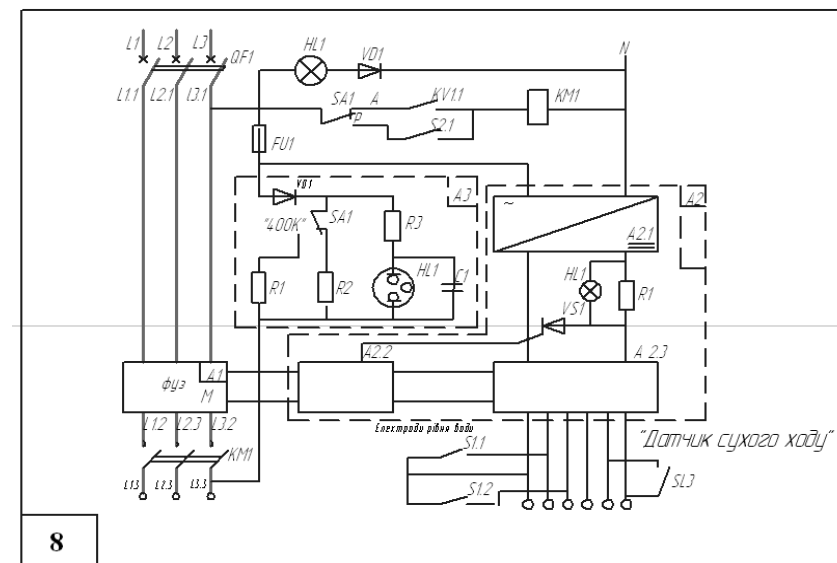 L1 L2 L3 HL1 VD1 N
QF1
L1.1 L2.1 L3.1 SA1 A KV1.1 KM1
P
S2.1
FU1
VD1 A3 A2
"400K" SA1 R3 ~
A2.1
R1 R2 HL1 C1 HL1 R1
VS1
A2.2 A 2.3
фуз A1
M
L1.2 L2.3 L3.2 Електроди рівня води "Датчик сухого ходу"
KM1 S1.1
L1.3 L2.3 L3.3 S1.2 SL3
8